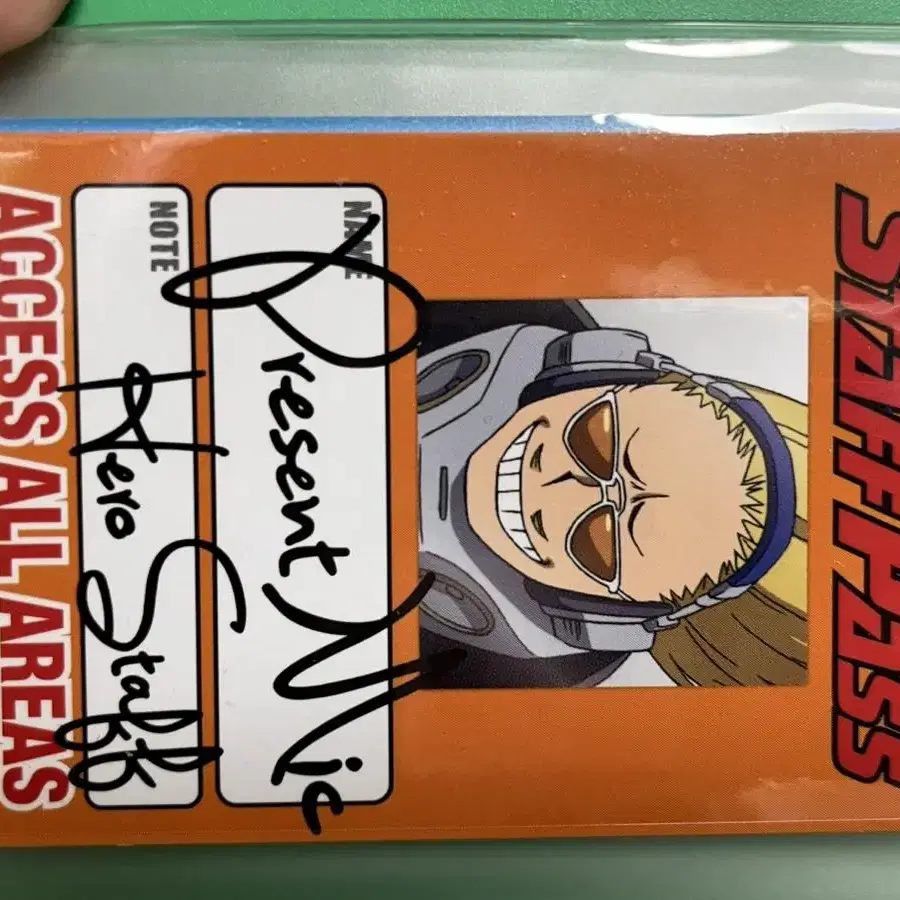 STAFF PASS
NAME
Present Mic
NOTE
Hero Staff
ACCESS ALL AREAS